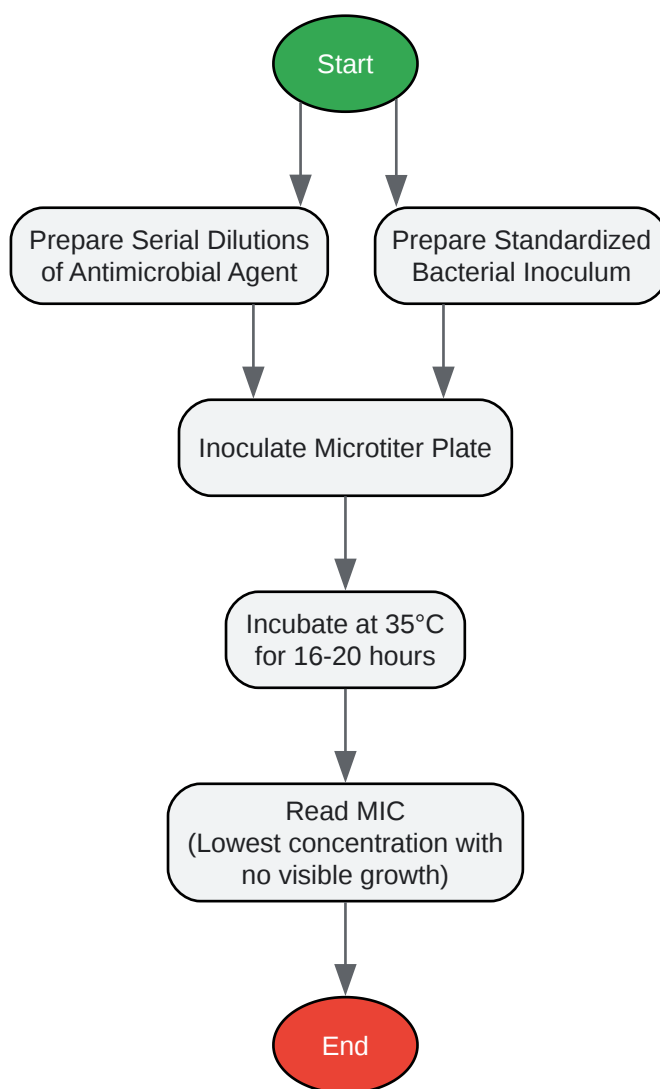 Start
Prepare Serial Dilutions
of Antimicrobial Agent
Prepare Standardized
Bacterial Inoculum
Inoculate Microtiter Plate
Incubate at 35°C
for 16-20 hours
Read MIC
(Lowest concentration with
no visible growth)
End